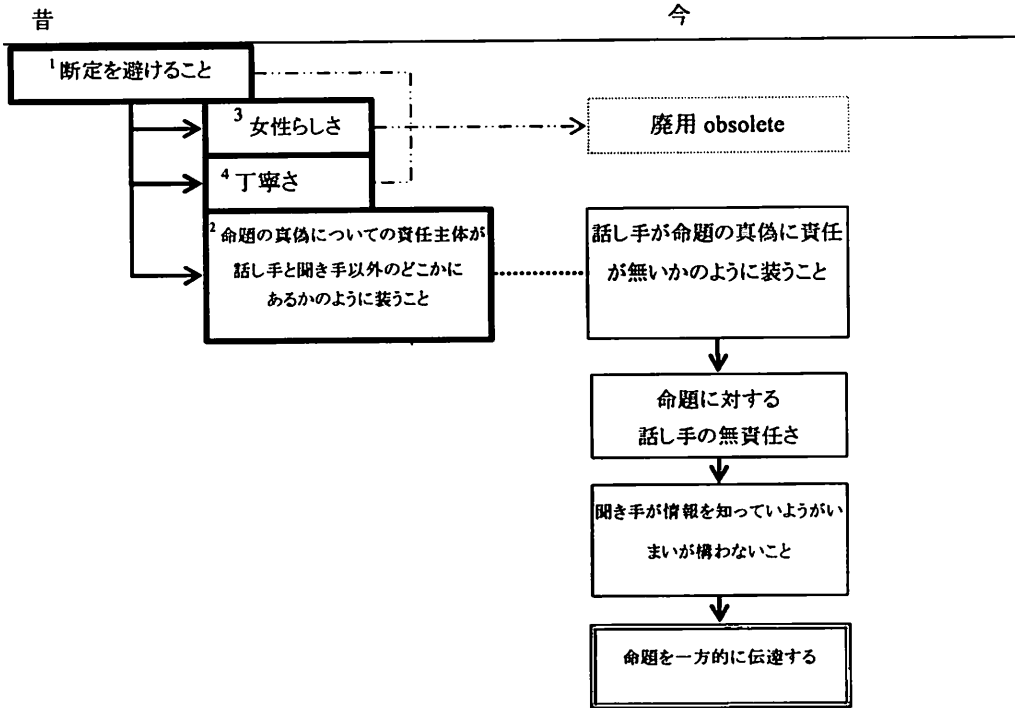 昔
今
1 断定を避けること
3 女性らしさ
廃用 obsolete
4 丁寧さ
2 命題の真偽についての責任主体が
話し手と聞き手以外のどこかに
あるかのように装うこと
話し手が命題の真偽に責任
が無いかのように装うこと
命題に対する
話し手の無責任さ
聞き手が情報を知っていようがい
まいが構わないこと
命題を一方的に伝達する